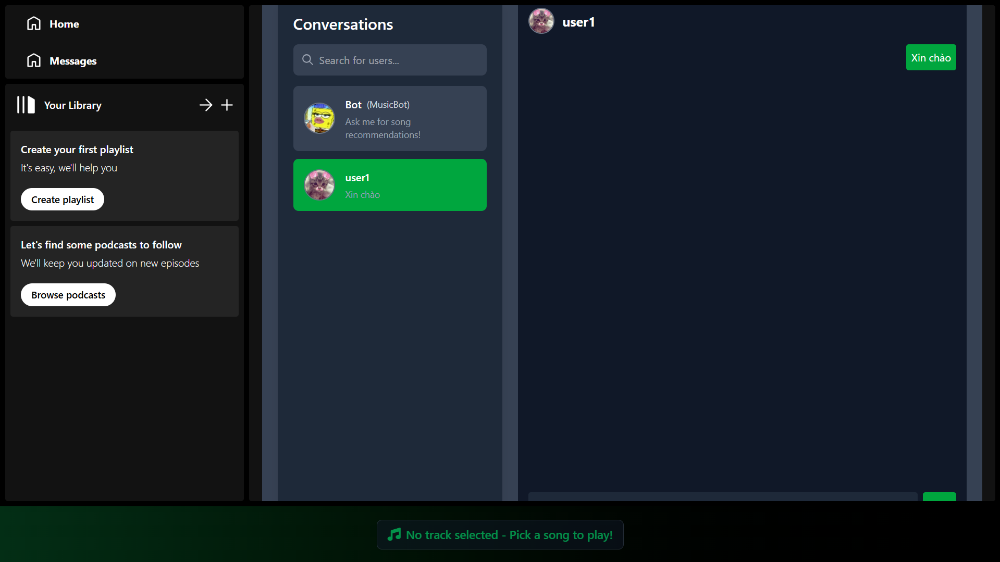 Home
Messages
Your Library
Create your first playlist
It's easy, we'll help you
Create playlist
Let's find some podcasts to follow
We'll keep you updated on new episodes
Browse podcasts
Conversations
Search for users...
Bot (MusicBot)
Ask me for song
recommendations!
user1
Xin chào
user1
Xin chào
No track selected - Pick a song to play!